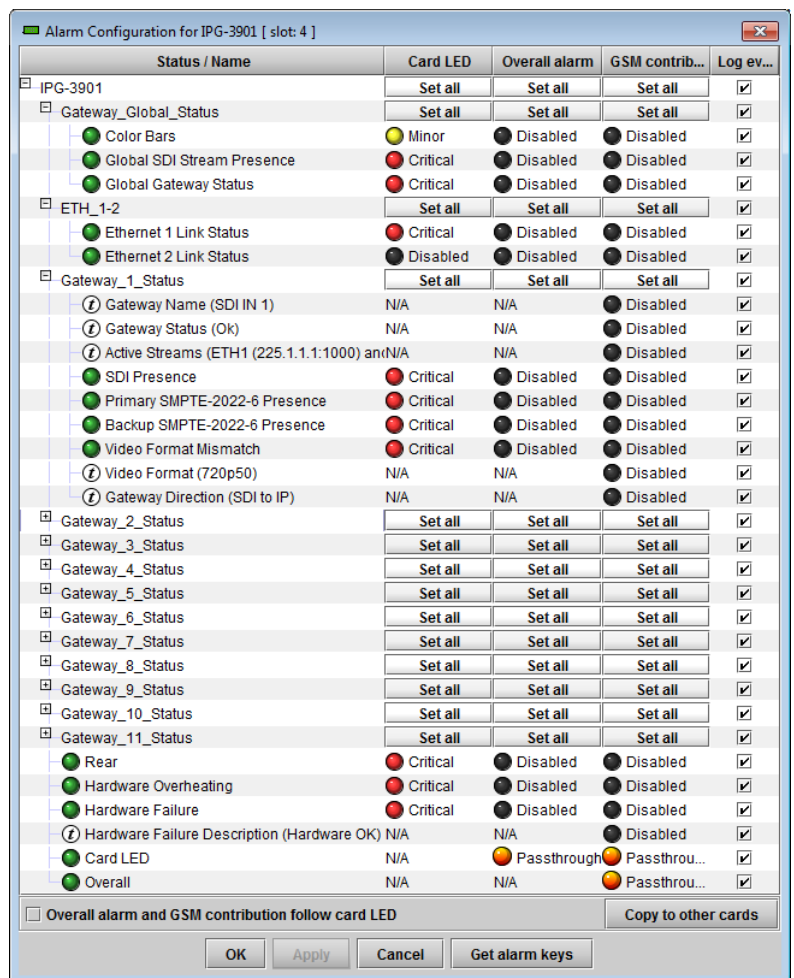 Alarm Configuration for IPG-3901 [ slot: 4 ]
Status / Name Card LED Overall alarm GSM contrib... Log ev...
IPG-3901 Set all Set all Set all
Gateway_Global_Status Set all Set all Set all
Color Bars Minor Disabled Disabled
Global SDI Stream Presence Critical Disabled Disabled
Global Gateway Status Critical Disabled Disabled
ETH_1-2 Set all Set all Set all
Ethernet 1 Link Status Critical Disabled Disabled
Ethernet 2 Link Status Disabled Disabled Disabled
Gateway_1_Status Set all Set all Set all
t Gateway Name (SDI IN 1) N/A N/A Disabled
t Gateway Status (Ok) N/A N/A Disabled
t Active Streams (ETH1 (225.1.1.1:1000) an N/A N/A Disabled
SDI Presence Critical Disabled Disabled
Primary SMPTE-2022-6 Presence Critical Disabled Disabled
Backup SMPTE-2022-6 Presence Critical Disabled Disabled
Video Format Mismatch Critical Disabled Disabled
t Video Format (720p50) N/A N/A Disabled
t Gateway Direction (SDI to IP) N/A N/A Disabled
Gateway_2_Status Set all Set all Set all
Gateway_3_Status Set all Set all Set all
Gateway_4_Status Set all Set all Set all
Gateway_5_Status Set all Set all Set all
Gateway_6_Status Set all Set all Set all
Gateway_7_Status Set all Set all Set all
Gateway_8_Status Set all Set all Set all
Gateway_9_Status Set all Set all Set all
Gateway_10_Status Set all Set all Set all
Gateway_11_Status Set all Set all Set all
Rear Critical Disabled Disabled
Hardware Overheating Critical Disabled Disabled
Hardware Failure Critical Disabled Disabled
t Hardware Failure Description (Hardware OK) N/A N/A Disabled
Card LED N/A Passthrough Passthrou...
Overall N/A N/A Passthrou...
Overall alarm and GSM contribution follow card LED Copy to other cards
OK Apply Cancel Get alarm keys